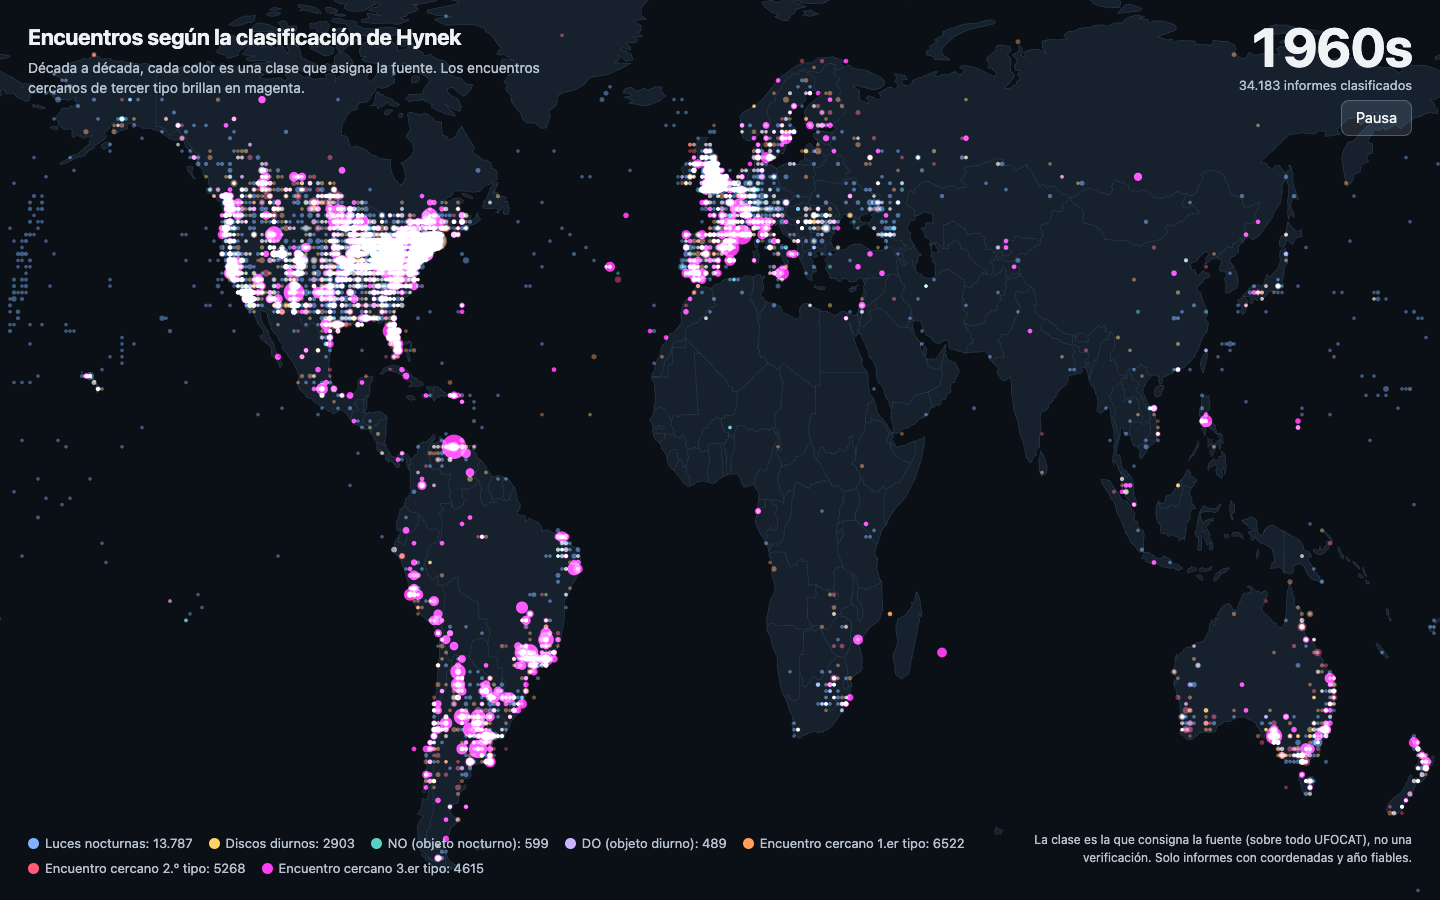 Encuentros según la clasificación de Hynek
Década a década, cada color es una clase que asigna la fuente. Los encuentros
cercanos de tercer tipo brillan en magenta.
1960s
34.183 informes clasificados
Pausa
Luces nocturnas: 13.787
Discos diurnos: 2903
NO (objeto nocturno): 599
DO (objeto diurno): 489
Encuentro cercano 1.er tipo: 6522
Encuentro cercano 2.º tipo: 5268
Encuentro cercano 3.er tipo: 4615
La clase es la que consigna la fuente (sobre todo UFOCAT), no una
verificación. Solo informes con coordenadas y año fiables.